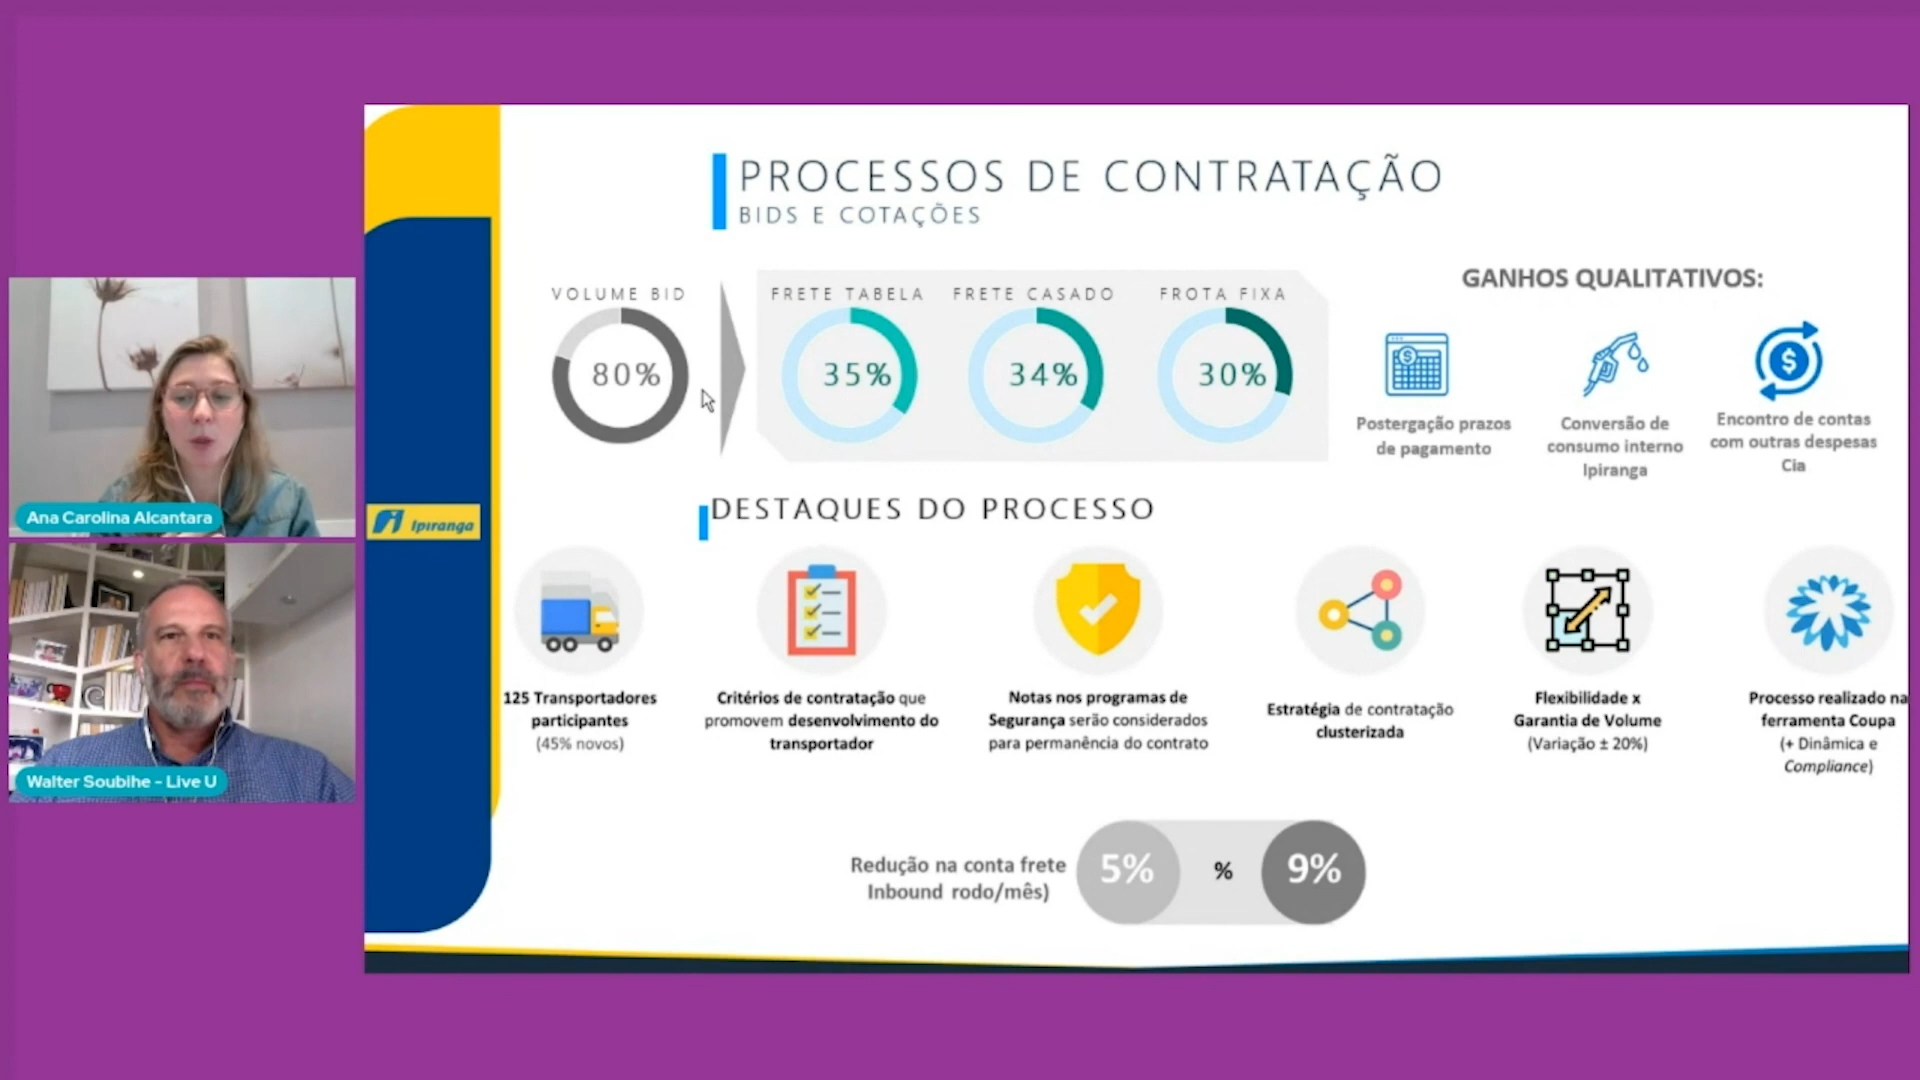 PROCESSOS DE CONTRATAÇÃO
BIDS E COTAÇÕES
VOLUME BID
80%
FRETE TABELA
35%
FRETE CASADO
34%
FROTA FIXA
30%
GANHOS QUALITATIVOS:
Postergação prazos
de pagamento
Conversão de
consumo interno
Ipiranga
Encontro de contas
com outras despesas
Cia
Ana Carolina Alcantara
Ipiranga
Walter Soubihe - Live U
DESTAQUES DO PROCESSO
125 Transportadores
participantes
(45% novos)
Critérios de contratação que
promovem desenvolvimento do
transportador
Notas nos programas de
Segurança serão considerados
para permanência do contrato
Estratégia de contratação
clusterizada
Flexibilidade x
Garantia de Volume
(Variação ± 20%)
Processo realizado na
ferramenta Coupa
(+ Dinâmica e
Compliance)
Redução na conta frete
Inbound rodo/mês)
5%
%
9%